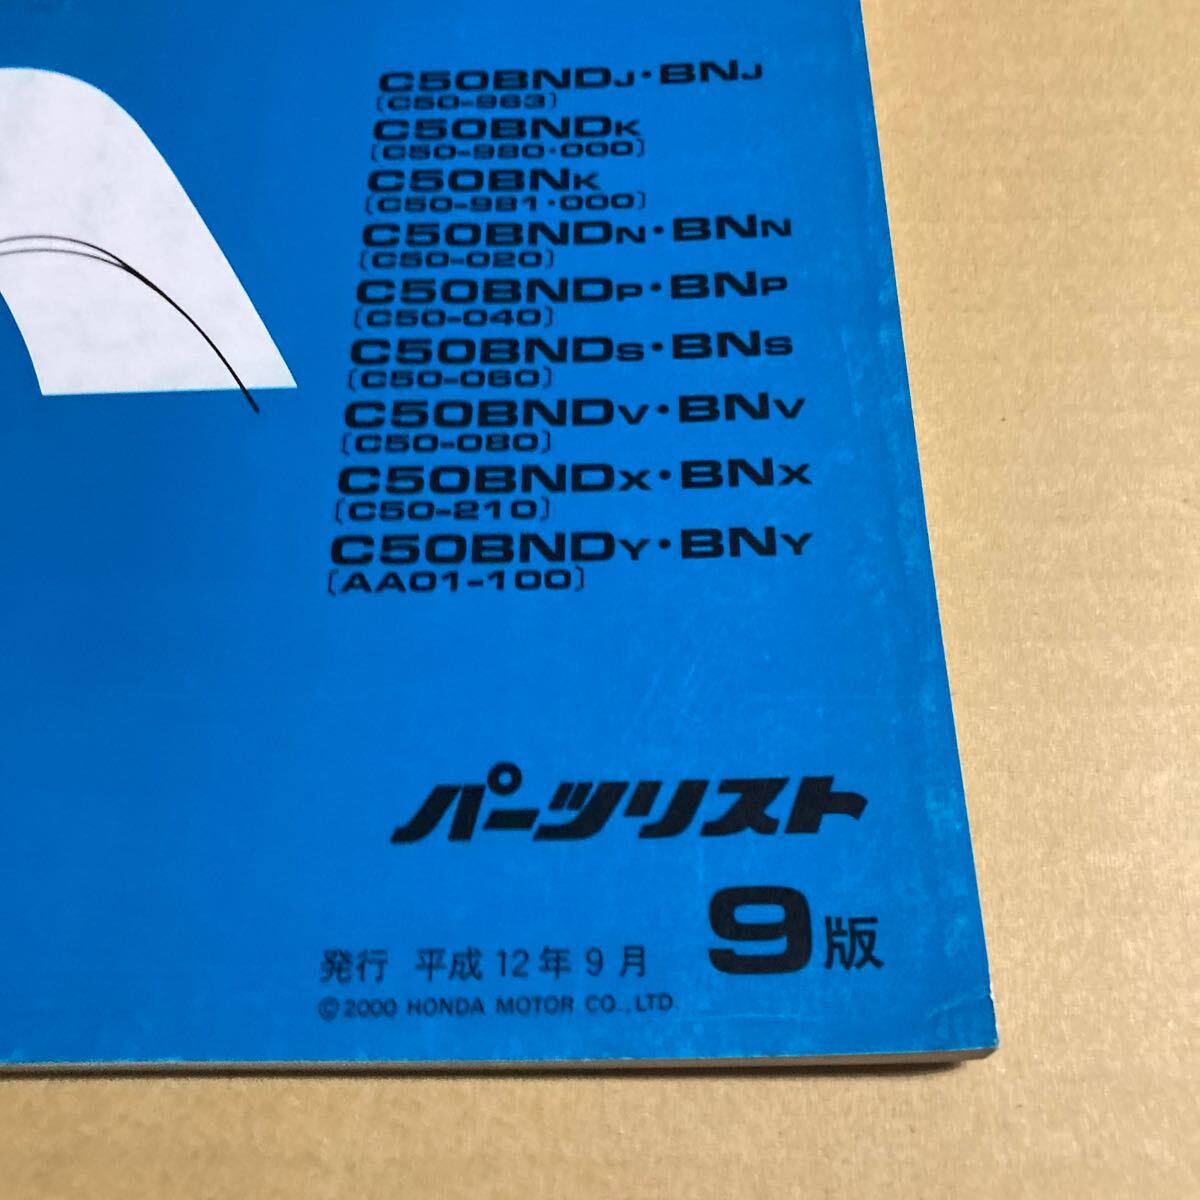 C50BNDJ・BNJ
〔C50-963〕
C50BNDK
〔C50-980・000〕
C50BNK
〔C50-981・000〕
C50BNDN・BNN
〔C50-020〕
C50BNDP・BNP
〔C50-040〕
C50BNDS・BNS
〔C50-060〕
C50BNDV・BNV
〔C50-080〕
C50BNDX・BNX
〔C50-210〕
C50BNDY・BNY
〔AA01-100〕
パーツリスト
9版
発行 平成12年9月
©2000 HONDA MOTOR CO.,LTD.